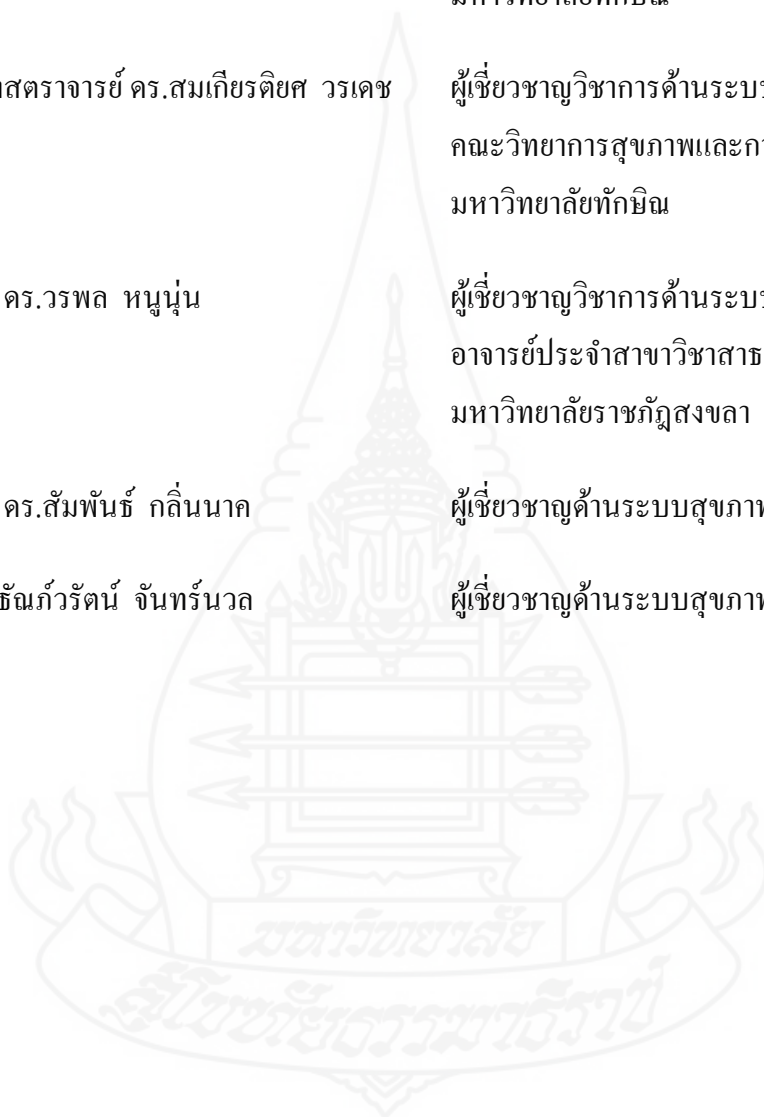 มหาวิทยาลัยทักษิณ
าสตราจารย์ ดร.สมเกียรติยศ วรเดช ผู้เชี่ยวชาญวิชาการด้านระบบ
คณะวิทยาการสุขภาพและกา
มหาวิทยาลัยทักษิณ
ดร.วรพล หนูนุ่น ผู้เชี่ยวชาญวิชาการด้านระบบ
อาจารย์ประจำสาขาวิชาสาธ
มหาวิทยาลัยราชภัฏสงขลา
ดร.สัมพันธ์ กลิ่นนาค ผู้เชี่ยวชาญด้านระบบสุขภาพ
ธัณภ์วรัตน์ จันทร์นวล ผู้เชี่ยวชาญด้านระบบสุขภาพ
มหาวิทยาลัย
สุโขทัยธรรมาธิราช